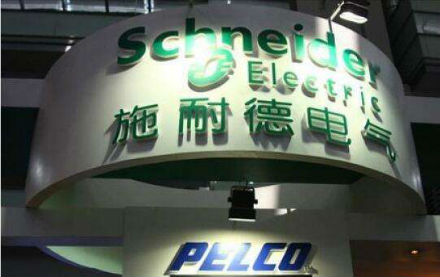 Schneider
Electric
施耐德电气
PELCO